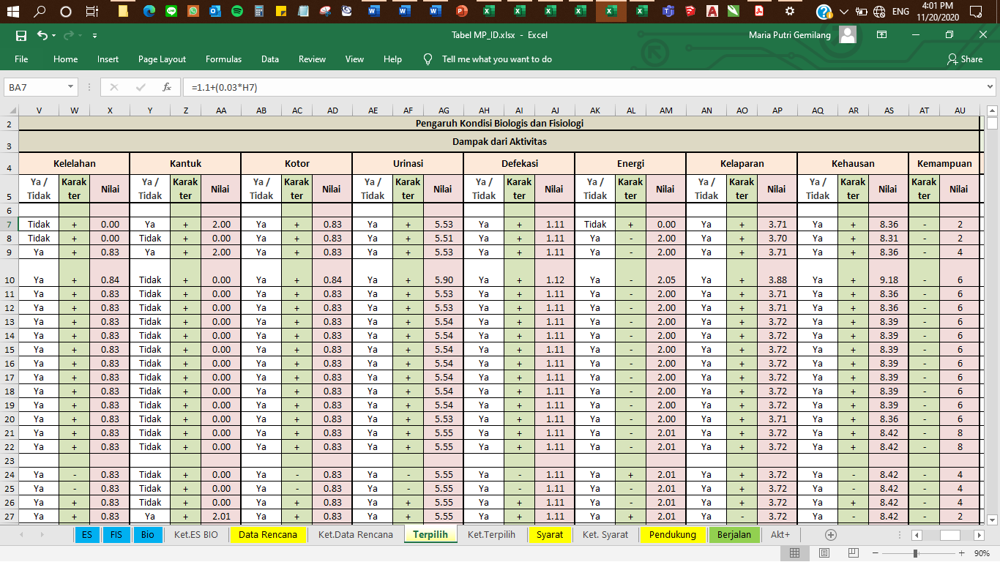 ENG 4:01 PM
11/20/2020
Tabel MP_ID.xlsx - Excel
Maria Putri Gemilang
File Home Insert Page Layout Formulas Data Review View Help Tell me what you want to do Share
BA7 fx =1.1+(0.03*H7)
V W X Y Z AA AB AC AD AE AF AG AH AI AJ AK AL AM AN AO AP AQ AR AS AT AU
2 Pengaruh Kondisi Biologis dan Fisiologi
3 Dampak dari Aktivitas
4 Kelelahan Kantuk Kotor Urinasi Defekasi Energi Kelaparan Kehausan Kemampuan
5 Ya / Tidak Karak ter Nilai Ya / Tidak Karak ter Nilai Ya / Tidak Karak ter Nilai Ya / Tidak Karak ter Nilai Ya / Tidak Karak ter Nilai Ya / Tidak Karak ter Nilai Ya / Tidak Karak ter Nilai Ya / Tidak Karak ter Nilai Karak ter Nilai
6
7 Tidak + 0.00 Ya + 2.00 Ya + 0.83 Ya + 5.53 Ya + 1.11 Tidak + 0.00 Ya + 3.71 Ya + 8.36 - 2
8 Tidak + 0.00 Tidak + 0.00 Ya + 0.83 Ya + 5.51 Ya + 1.11 Ya - 2.00 Ya + 3.70 Ya + 8.31 - 2
9 Ya + 0.83 Ya + 2.00 Ya + 0.83 Ya + 5.53 Ya + 1.11 Ya - 2.00 Ya + 3.71 Ya + 8.36 - 4
10 Ya + 0.84 Tidak + 0.00 Ya + 0.84 Ya + 5.90 Ya + 1.12 Ya - 2.05 Ya + 3.88 Ya + 9.18 - 6
11 Ya + 0.83 Tidak + 0.00 Ya + 0.83 Ya + 5.53 Ya + 1.11 Ya - 2.00 Ya + 3.71 Ya + 8.36 - 6
12 Ya + 0.83 Tidak + 0.00 Ya + 0.83 Ya + 5.53 Ya + 1.11 Ya - 2.00 Ya + 3.71 Ya + 8.36 - 6
13 Ya + 0.83 Tidak + 0.00 Ya + 0.83 Ya + 5.54 Ya + 1.11 Ya - 2.00 Ya + 3.72 Ya + 8.39 - 6
14 Ya + 0.83 Tidak + 0.00 Ya + 0.83 Ya + 5.54 Ya + 1.11 Ya - 2.00 Ya + 3.72 Ya + 8.39 - 6
15 Ya + 0.83 Tidak + 0.00 Ya + 0.83 Ya + 5.54 Ya + 1.11 Ya - 2.00 Ya + 3.72 Ya + 8.39 - 6
16 Ya + 0.83 Tidak + 0.00 Ya + 0.83 Ya + 5.54 Ya + 1.11 Ya - 2.00 Ya + 3.72 Ya + 8.39 - 6
17 Ya + 0.83 Tidak + 0.00 Ya + 0.83 Ya + 5.54 Ya + 1.11 Ya - 2.00 Ya + 3.72 Ya + 8.39 - 6
18 Ya + 0.83 Tidak + 0.00 Ya + 0.83 Ya + 5.54 Ya + 1.11 Ya - 2.00 Ya + 3.72 Ya + 8.39 - 6
19 Ya + 0.83 Tidak + 0.00 Ya + 0.83 Ya + 5.54 Ya + 1.11 Ya - 2.00 Ya + 3.72 Ya + 8.39 - 6
20 Ya + 0.83 Tidak + 0.00 Ya + 0.83 Ya + 5.53 Ya + 1.11 Ya - 2.00 Ya + 3.71 Ya + 8.36 - 6
21 Ya + 0.83 Tidak + 0.00 Ya + 0.83 Ya + 5.55 Ya + 1.11 Ya - 2.01 Ya + 3.72 Ya + 8.42 - 8
22 Ya + 0.83 Tidak + 0.00 Ya + 0.83 Ya + 5.55 Ya + 1.11 Ya - 2.01 Ya + 3.72 Ya + 8.42 - 8
23
24 Ya - 0.83 Tidak + 0.00 Ya - 0.83 Ya - 5.55 Ya - 1.11 Ya + 2.01 Ya + 3.72 Ya - 8.42 - 4
25 Ya - 0.83 Tidak + 0.00 Ya - 0.83 Ya - 5.55 Ya - 1.11 Ya - 2.01 Ya + 3.72 Ya - 8.42 - 4
26 Ya + 0.83 Tidak + 0.00 Ya + 0.83 Ya + 5.55 Ya + 1.11 Ya - 2.01 Ya + 3.72 Ya + 8.42 - 4
27 Ya + 0.83 Ya + 2.01 Ya + 0.83 Ya + 5.55 Ya + 1.11 Ya + 2.01 Ya - 3.72 Ya - 8.42 - 2
ES FIS Bio Ket.ES BIO Data Rencana Ket.Data Rencana Terpilih Ket.Terpilih Syarat Ket. Syarat Pendukung Berjalan Akt+
90%